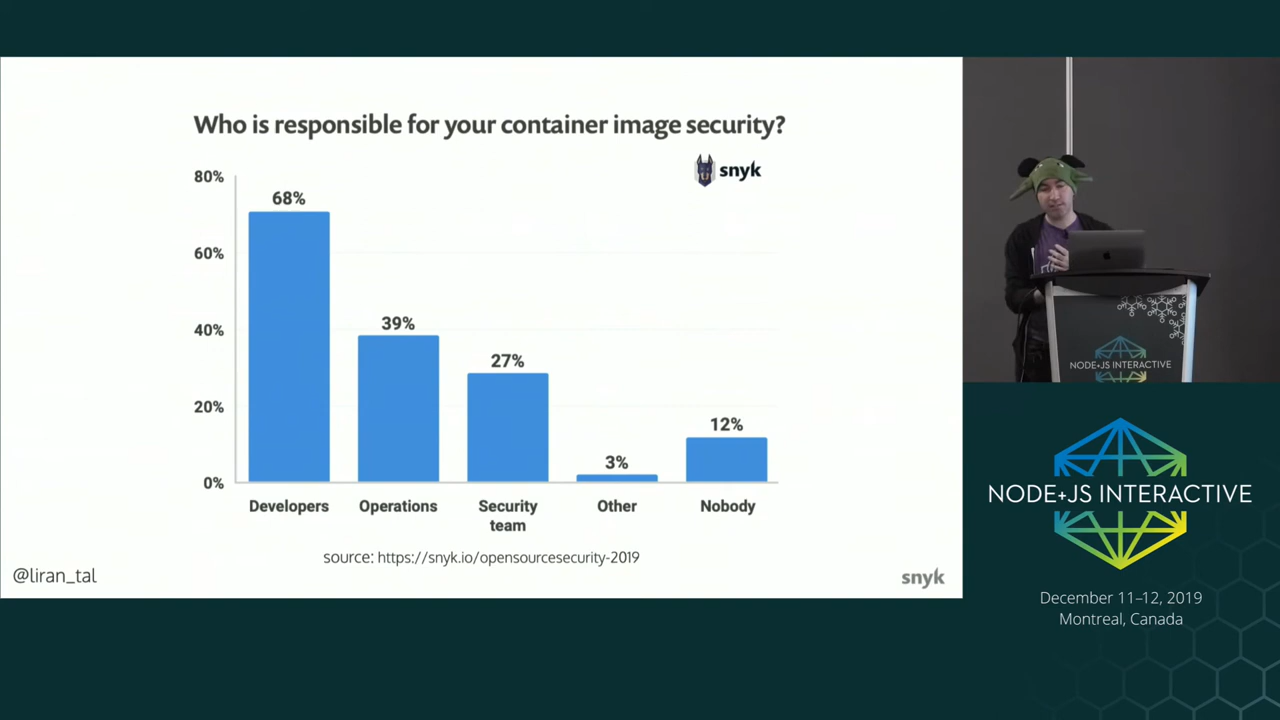 Who is responsible for your container image security?
snyk
80%
60%
40%
20%
0%
68%
39%
27%
3%
12%
Developers
Operations
Security
team
Other
Nobody
source: https://snyk.io/opensourcesecurity-2019
@liran_tal
snyk
NODE+JS INTERACTIVE
NODE+JS INTERACTIVE
December 11–12, 2019
Montreal, Canada